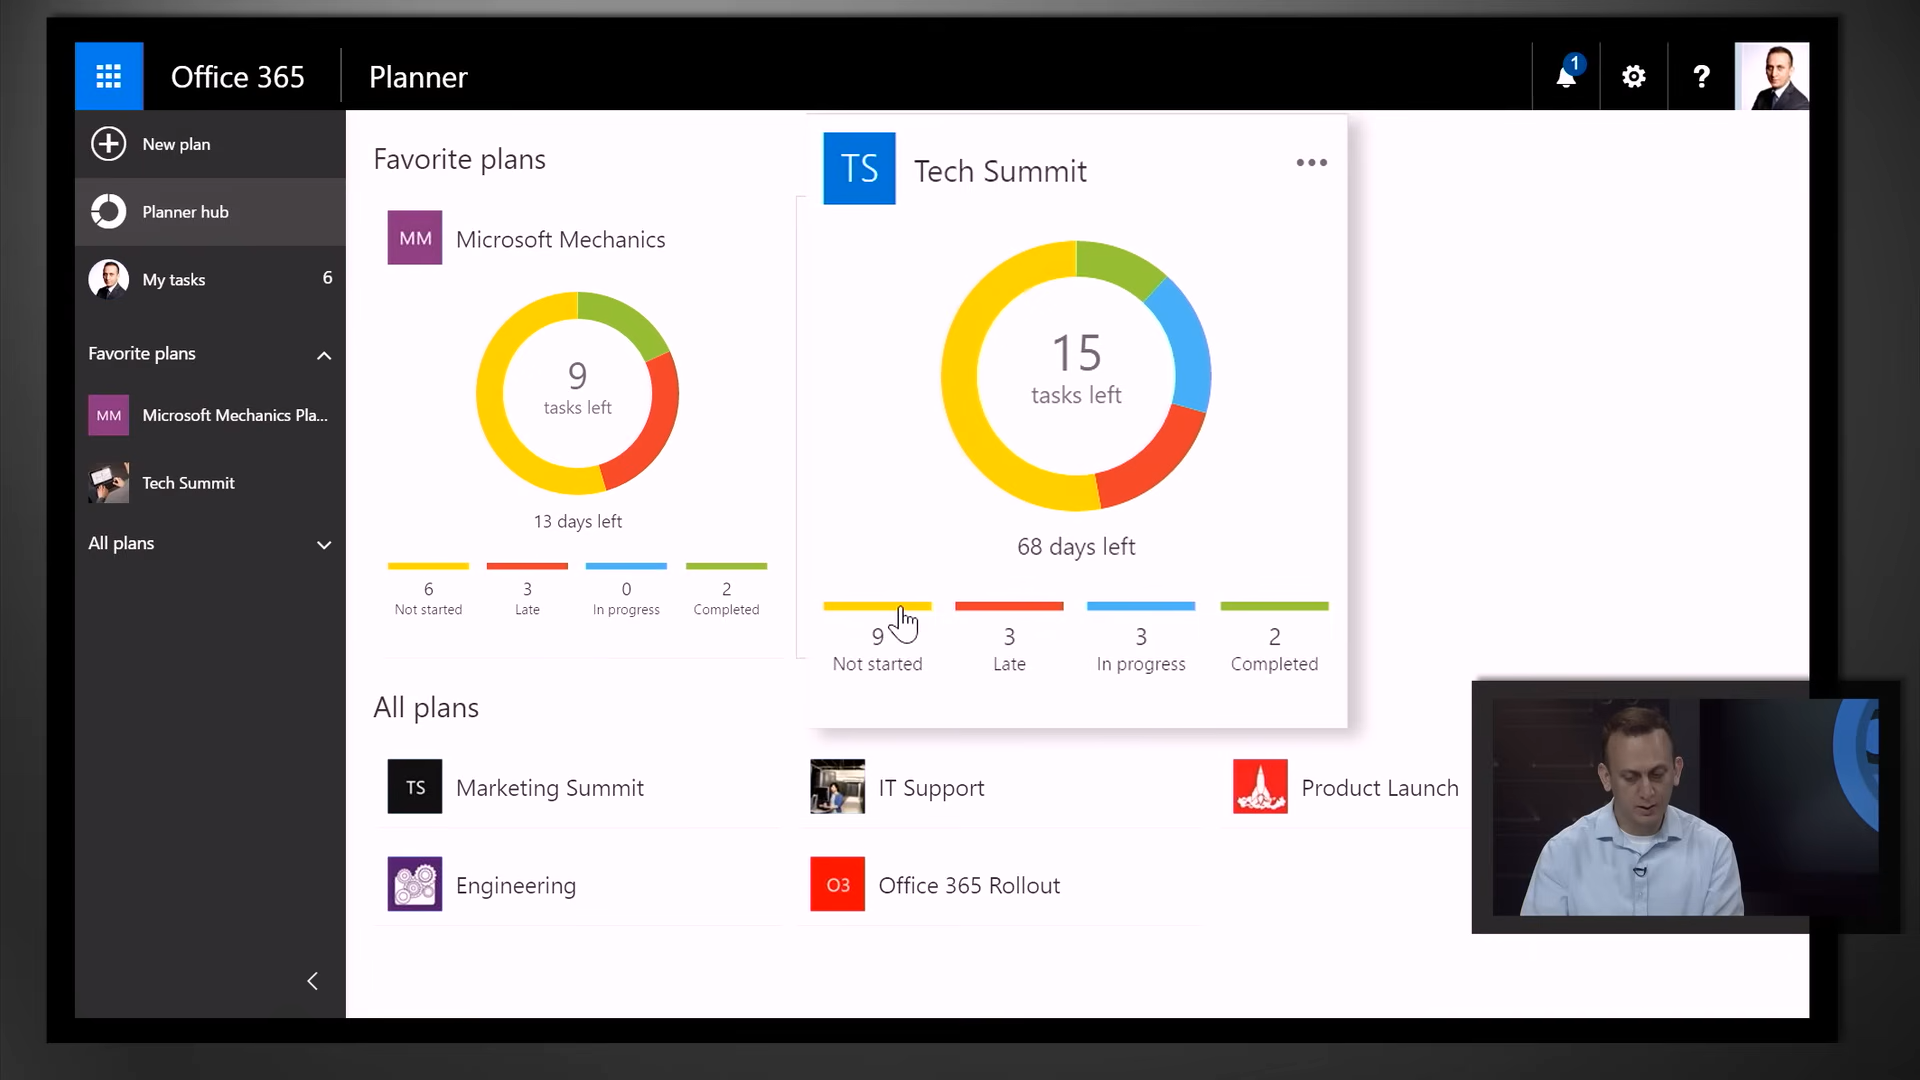 Office 365
Planner
1
?
New plan
Planner hub
My tasks
6
Favorite plans
MM
Microsoft Mechanics Pla...
Tech Summit
All plans
Favorite plans
MM
Microsoft Mechanics
9
tasks left
13 days left
6
Not started
3
Late
0
In progress
2
Completed
TS
Tech Summit
15
tasks left
68 days left
9
Not started
3
Late
3
In progress
2
Completed
All plans
TS
Marketing Summit
IT Support
Product Launch
Engineering
O3
Office 365 Rollout